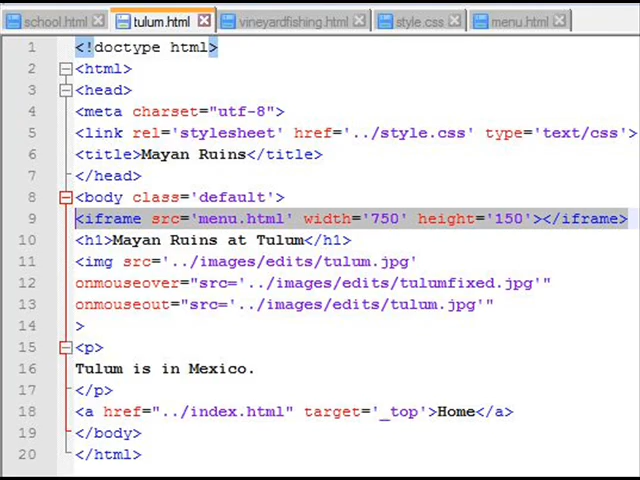 school.html tulum.html vineyardfishing.html style.css menu.html
1 <!doctype html>
2 <html>
3 <head>
4 <meta charset="utf-8">
5 <link rel='stylesheet' href='../style.css' type='text/css'>
6 <title>Mayan Ruins</title>
7 </head>
8 <body class='default'>
9 <iframe src='menu.html' width='750' height='150'></iframe>
10 <h1>Mayan Ruins at Tulum</h1>
11 <img src='../images/edits/tulum.jpg'
12 onmouseover="src='../images/edits/tulumfixed.jpg'"
13 onmouseout="src='../images/edits/tulum.jpg'"
14 >
15 <p>
16 Tulum is in Mexico.
17 </p>
18 <a href="../index.html" target='_top'>Home</a>
19 </body>
20 </html>